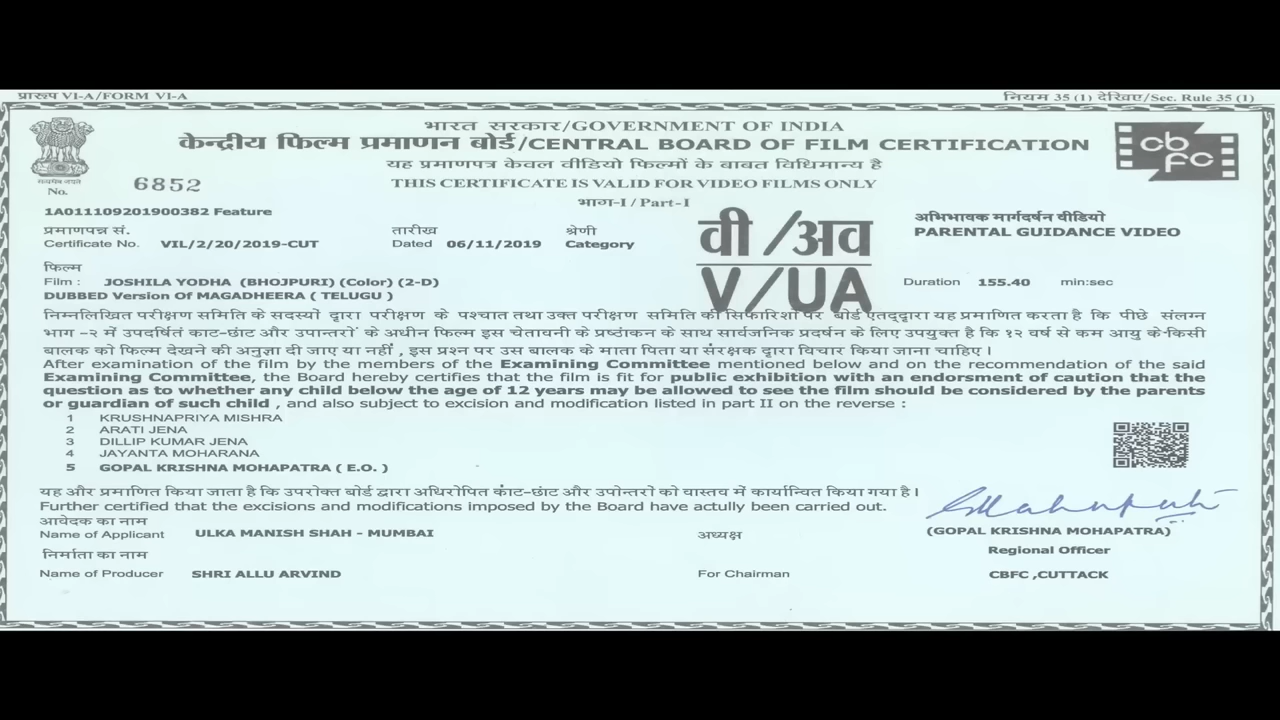 प्रारूप VI-A/FORM VI-A
नियम 35 (1) देखिए/Sec. Rule 35 (1)
भारत सरकार/GOVERNMENT OF INDIA
केन्द्रीय फिल्म प्रमाणन बोर्ड/CENTRAL BOARD OF FILM CERTIFICATION
cb
fc
यह प्रमाणपत्र केवल वीडियो फिल्मों के बावत विधिमान्य है
सत्यमेव जयते
No. 6852
THIS CERTIFICATE IS VALID FOR VIDEO FILMS ONLY
भाग-I / Part-I
1A011109201900382 Feature
प्रमाणपत्र सं. तारीख श्रेणी
Certificate No. VIL/2/20/2019-CUT Dated 06/11/2019 Category
वी/अव
V/UA
अभिभावक मार्गदर्षन वीडियो
PARENTAL GUIDANCE VIDEO
फिल्म
Film : JOSHILA YODHA (BHOJPURI) (Color) (2-D)
Duration 155.40 min:sec
DUBBED Version Of MAGADHEERA ( TELUGU )
निम्नलिखित परीक्षण समिति के सदस्यो द्वारा परीक्षण के पश्चात तथा उक्त परीक्षण समिति की सिफारिशों पर बोर्ड एतद्द्वारा यह प्रमाणित करता है कि पीछे संलग्न
भाग -२ में उपदर्षित काट-छांट और उपान्तरों के अधीन फिल्म इस चेतावनी के प्रष्ठांकन के साथ सार्वजनिक प्रदर्षन के लिए उपयुक्त है कि १२ वर्ष से कम आयु के किसी
बालक को फिल्म देखने की अनुज्ञा दी जाए या नहीं , इस प्रश्न पर उस बालक के माता पिता या संरक्षक द्वारा विचार किया जाना चाहिए ।
After examination of the film by the members of the Examining Committee mentioned below and on the recommendation of the said
Examining Committee, the Board hereby certifies that the film is fit for public exhibition with an endorsment of caution that the
question as to whether any child below the age of 12 years may be allowed to see the film should be considered by the parents
or guardian of such child , and also subject to excision and modification listed in part II on the reverse :
1 KRUSHNAPRIYA MISHRA
2 ARATI JENA
3 DILLIP KUMAR JENA
4 JAYANTA MOHARANA
5 GOPAL KRISHNA MOHAPATRA ( E.O. )
यह और प्रमाणित किया जाता है कि उपरोक्त बोर्ड द्वारा अधिरोपित कांट-छांट और उपोन्तरो को वास्तव में कार्यान्वित किया गया है ।
Further certified that the excisions and modifications imposed by the Board have actully been carried out.
आवेदक का नाम
Name of Applicant ULKA MANISH SHAH - MUMBAI
अध्यक्ष
(GOPAL KRISHNA MOHAPATRA)
निर्माता का नाम
Regional Officer
Name of Producer SHRI ALLU ARVIND
For Chairman
CBFC ,CUTTACK